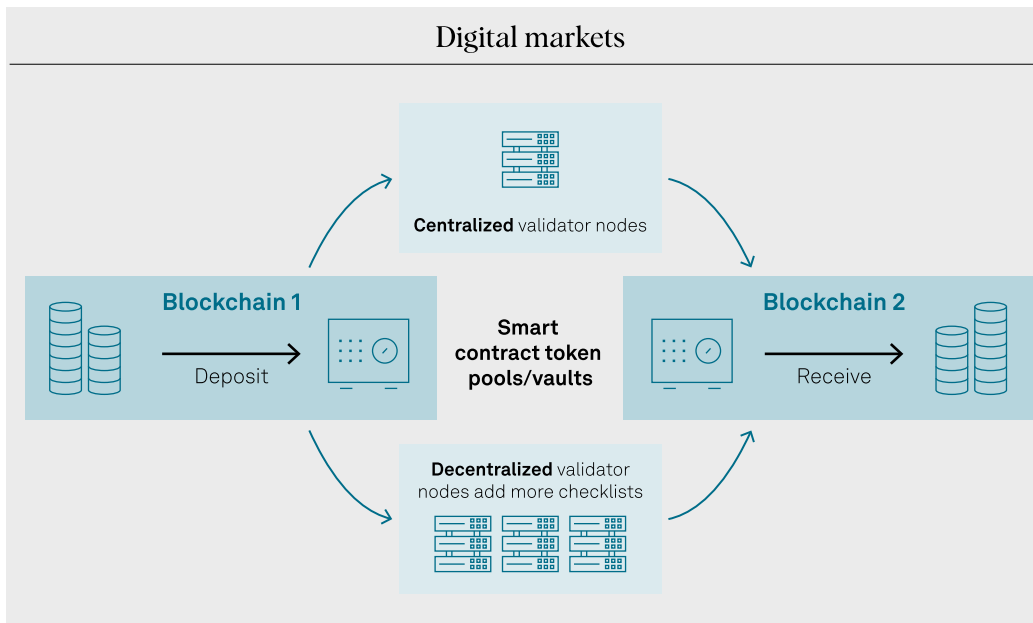 Digital markets
Centralized validator nodes
Blockchain 1
Deposit
Smart
contract token
pools/vaults
Blockchain 2
Receive
Decentralized validator
nodes add more checklists